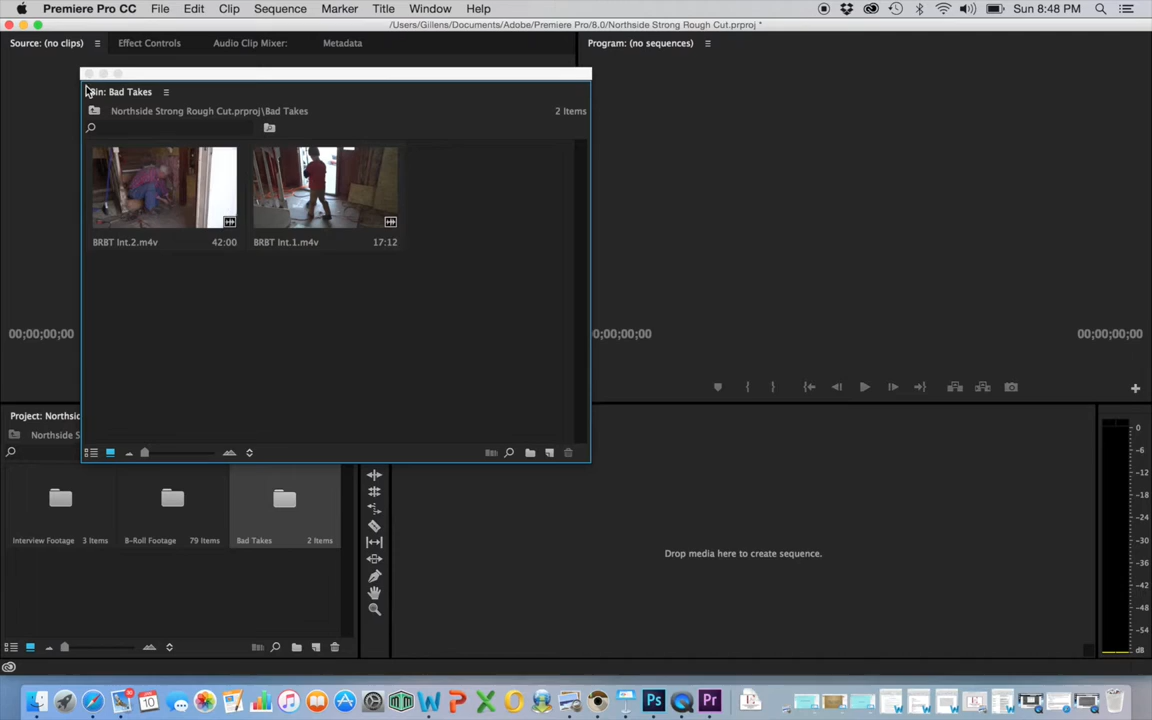 Premiere Pro CC File Edit Clip Sequence Marker Title Window Help Sun 8:48 PM
/Users/Gillens/Documents/Adobe/Premiere Pro/8.0/Northside Strong Rough Cut.prproj *
Source: (no clips) Effect Controls Audio Clip Mixer: Metadata Program: (no sequences)
Bin: Bad Takes
Northside Strong Rough Cut.prproj\Bad Takes 2 Items
BRBT Int.2.m4v 42:00 BRBT Int.1.m4v 17:12
00;00;00;00 00;00;00;00 00;00;00;00
Project: Northsid
Northside S
Interview Footage 3 Items B-Roll Footage 79 Items Bad Takes 2 Items
Drop media here to create sequence.
0
-6
-12
-18
-24
-30
-36
-42
-48
-54
dB